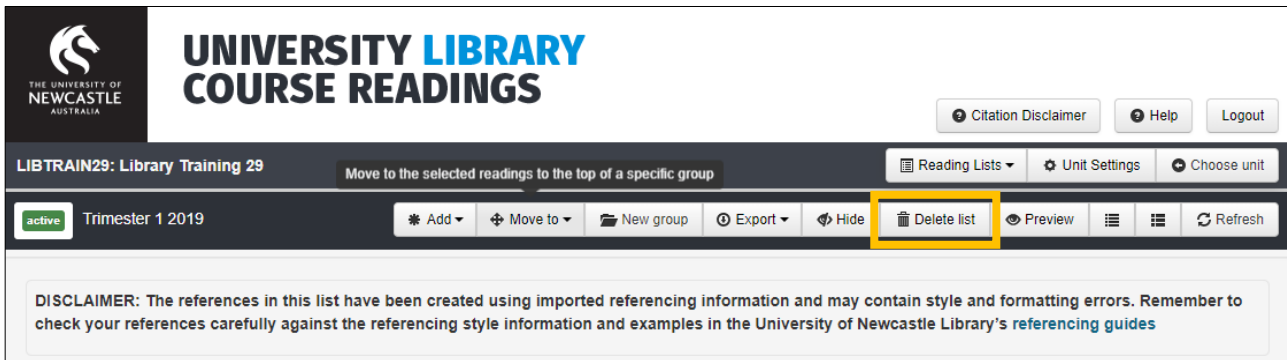 THE UNIVERSITY OF
NEWCASTLE
AUSTRALIA
UNIVERSITY LIBRARY
COURSE READINGS
Citation Disclaimer Help Logout
LIBTRAIN29: Library Training 29 Reading Lists Unit Settings Choose unit
Move to the selected readings to the top of a specific group
active Trimester 1 2019 Add Move to New group Export Hide Delete list Preview Refresh
DISCLAIMER: The references in this list have been created using imported referencing information and may contain style and formatting errors. Remember to
check your references carefully against the referencing style information and examples in the University of Newcastle Library's referencing guides